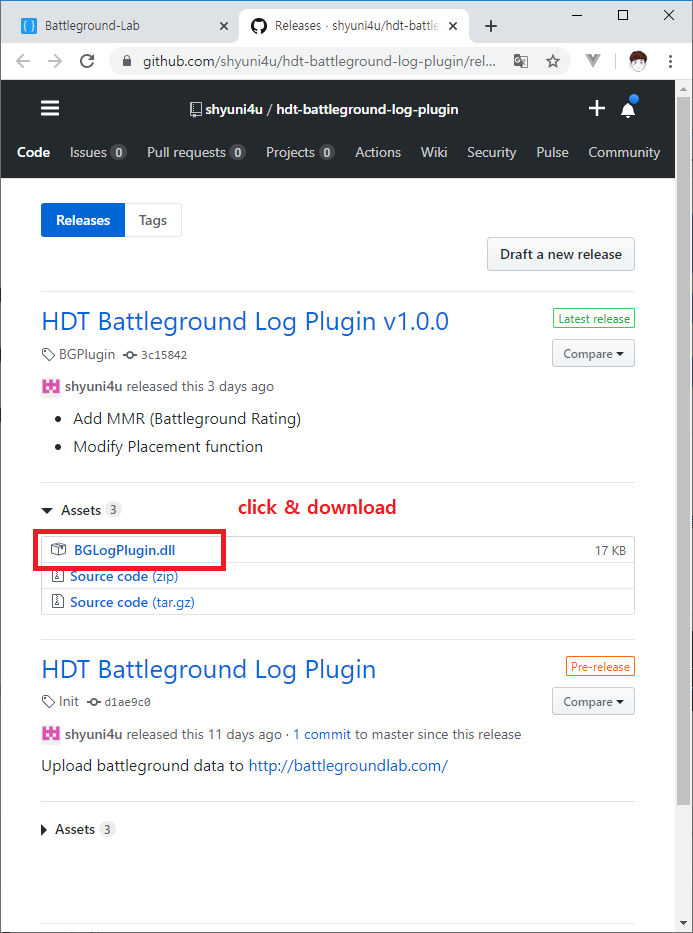 Battleground-Lab
Releases · shyuni4u/hdt-battle
github.com/shyuni4u/hdt-battleground-log-plugin/rel...
shyuni4u / hdt-battleground-log-plugin
Code Issues 0 Pull requests 0 Projects 0 Actions Wiki Security Pulse Community
Releases Tags
Draft a new release
HDT Battleground Log Plugin v1.0.0
Latest release
BGPlugin 3c15842
Compare
shyuni4u released this 3 days ago
• Add MMR (Battleground Rating)
• Modify Placement function
Assets 3
click & download
BGLogPlugin.dll 17 KB
Source code (zip)
Source code (tar.gz)
HDT Battleground Log Plugin
Pre-release
Init d1ae9c0
Compare
shyuni4u released this 11 days ago · 1 commit to master since this release
Upload battleground data to http://battlegroundlab.com/
Assets 3